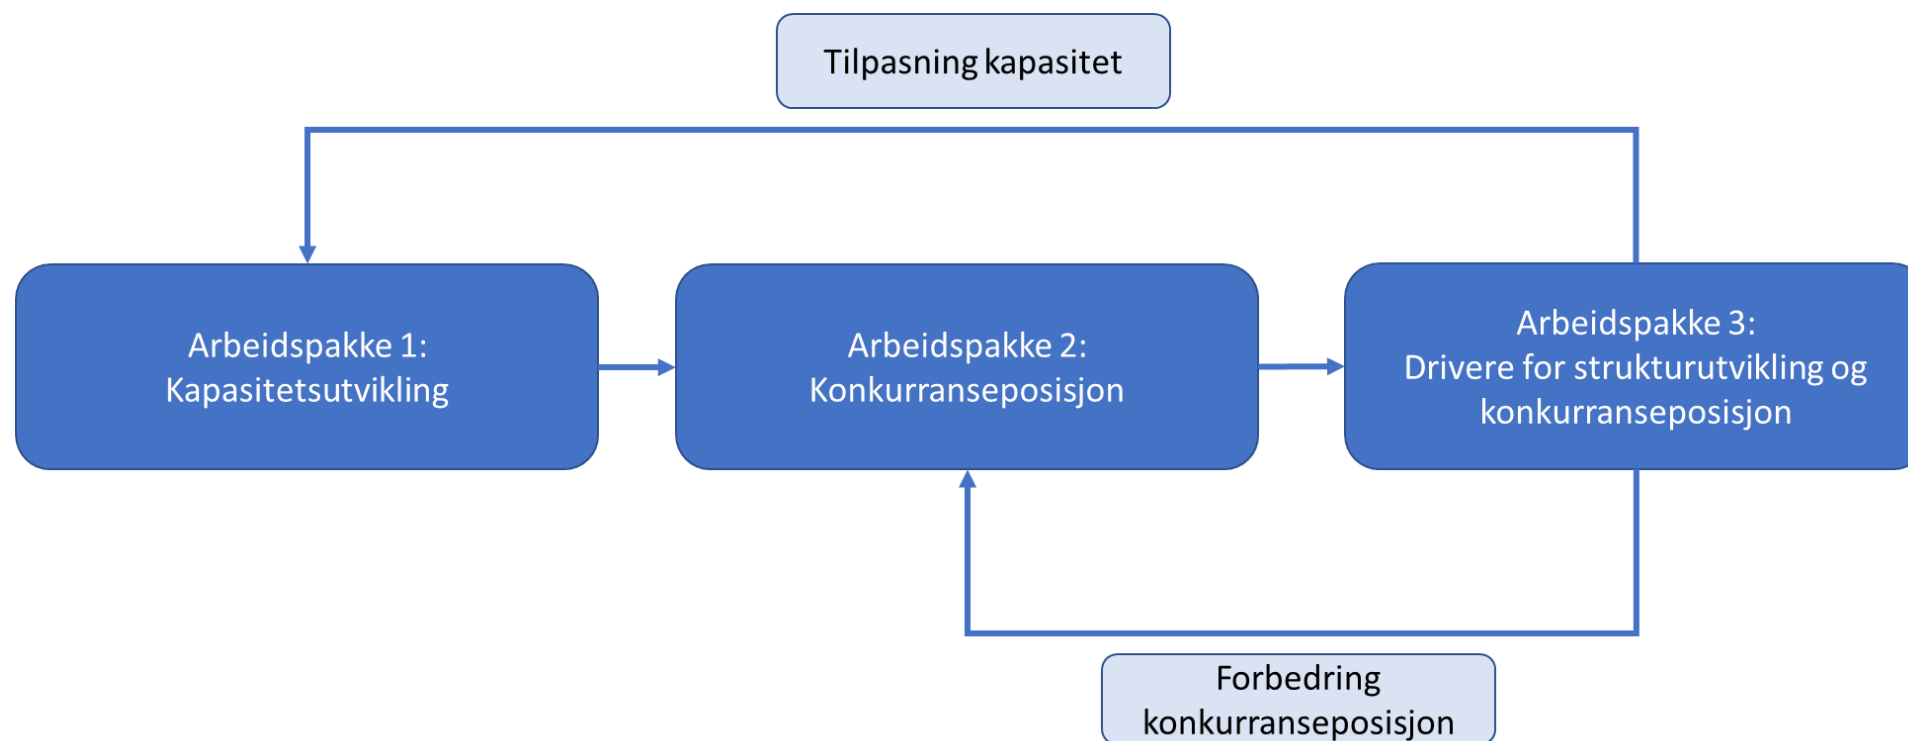 Tilpasning kapasitet
Arbeidspakke 1:
Kapasitetsutvikling
Arbeidspakke 2:
Konkurranseposisjon
Arbeidspakke 3:
Drivere for strukturutvikling og
konkurranseposisjon
Forbedring
konkurranseposisjon